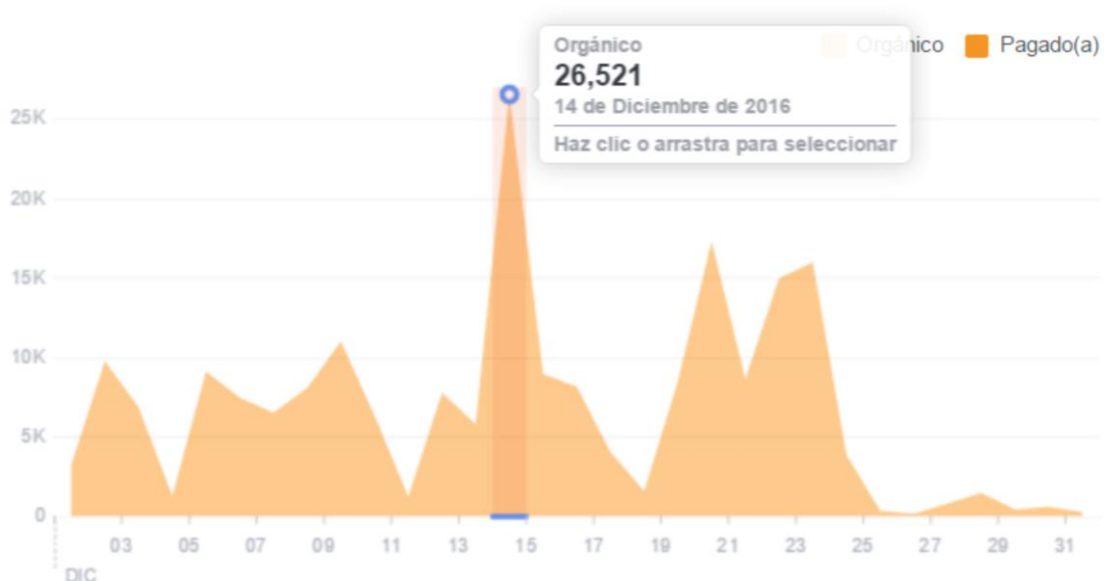 Orgánico
26,521
14 de Diciembre de 2016
Haz clic o arrastra para seleccionar
Orgánico Pagado(a)
25K
20K
15K
10K
5K
0
03 05 07 09 11 13 15 17 19 21 23 25 27 29 31
DIC